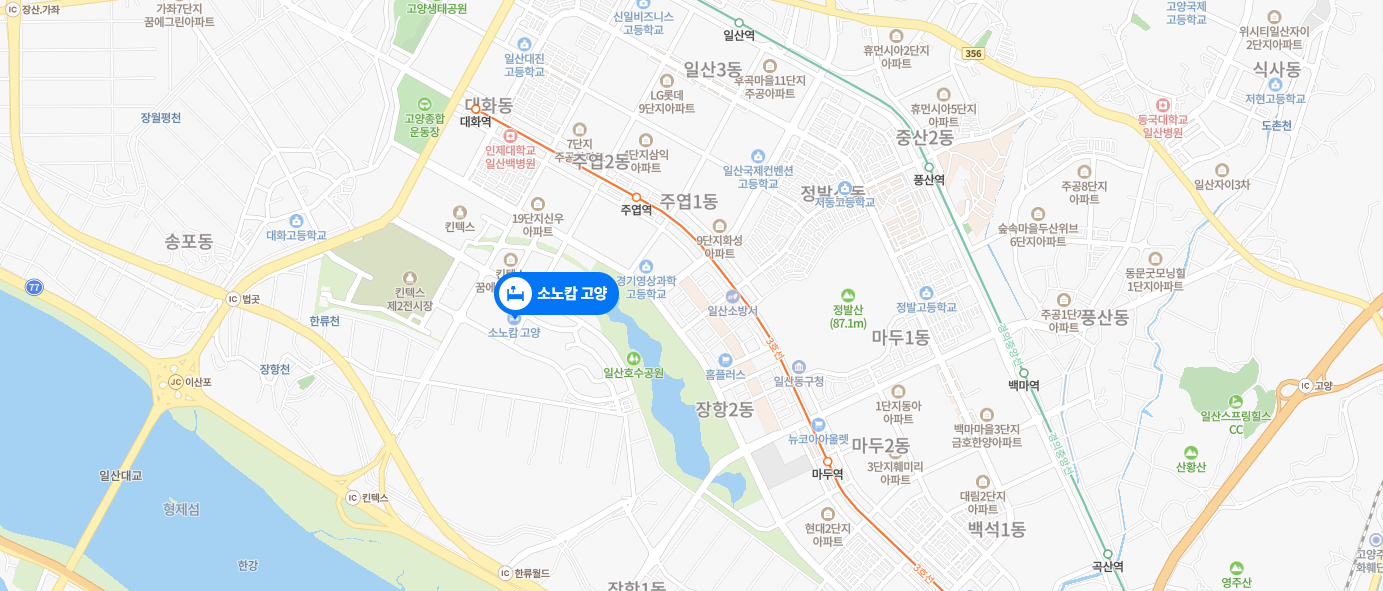 IC 장산.가좌
가좌7단지
꿈에그린아파트
고양생태공원
신일비즈니스
고등학교
일산역
고양국제
고등학교
위시티일산자이
2단지아파트
휴먼시아2단지
아파트
356
일산대진
고등학교
일산3동
후곡마을11단지
주공아파트
식사동
LG롯데
9단지아파트
저현고등학교
대화동
대화역
고양종합
운동장
장월평천
휴먼시아5단지
아파트
동국대학교
일산병원
도촌천
중산2동
인제대학교
일산백병원
7단지
주엽2동
4단지삼익
아파트
일산국제컨벤션
고등학교
풍산역
주공8단지
아파트
일산자이3차
저동고등학교
주엽역
주엽1동
킨텍스
19단지신우
아파트
송포동
대화고등학교
9단지화성
아파트
숲속마을두산위브
6단지아파트
동문굿모닝힐
1단지아파트
77
킨텍스
제2전시장
소노캄 고양
경기영상과학
고등학교
IC 법곳
한류천
소노캄 고양
일산소방서
정발산
(87.1m)
정발고등학교
마두1동
주공1단지
아파트
풍산동
경의중앙선
3호선
장항천
JC 이산포
일산호수공원
홈플러스
일산동구청
백마역
IC 고양
장항2동
1단지동아
아파트
백마마을3단지
금호한양아파트
일산스프링힐스
CC
뉴코아아울렛
마두2동
경의중앙선
마두역
3단지훼미리
아파트
산황산
일산대교
형제섬
IC 킨텍스
대림2단지
아파트
현대2단지
아파트
백석1동
한강
IC 한류월드
장항1동
3호선
곡산역
영주산